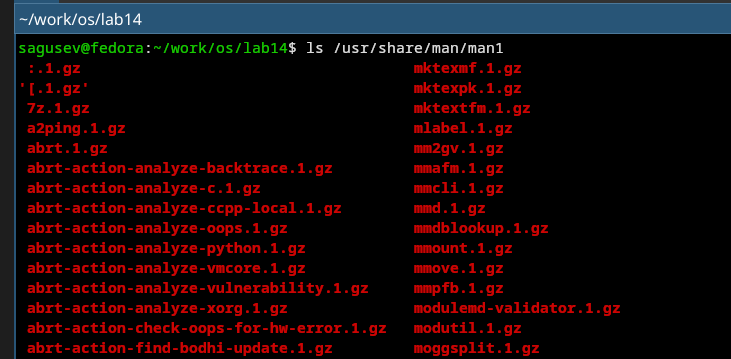 ~/work/os/lab14
sagusev@fedora:~/work/os/lab14$ ls /usr/share/man/man1
:.1.gz mktexmf.1.gz
'[.1.gz' mktexpk.1.gz
7z.1.gz mktextfm.1.gz
a2ping.1.gz mlabel.1.gz
abrt.1.gz mm2gv.1.gz
abrt-action-analyze-backtrace.1.gz mmafm.1.gz
abrt-action-analyze-c.1.gz mmcli.1.gz
abrt-action-analyze-ccpp-local.1.gz mmd.1.gz
abrt-action-analyze-oops.1.gz mmdblookup.1.gz
abrt-action-analyze-python.1.gz mmount.1.gz
abrt-action-analyze-vmcore.1.gz mmove.1.gz
abrt-action-analyze-vulnerability.1.gz mmpfb.1.gz
abrt-action-analyze-xorg.1.gz modulemd-validator.1.gz
abrt-action-check-oops-for-hw-error.1.gz modutil.1.gz
abrt-action-find-bodhi-update.1.gz moggsplit.1.gz